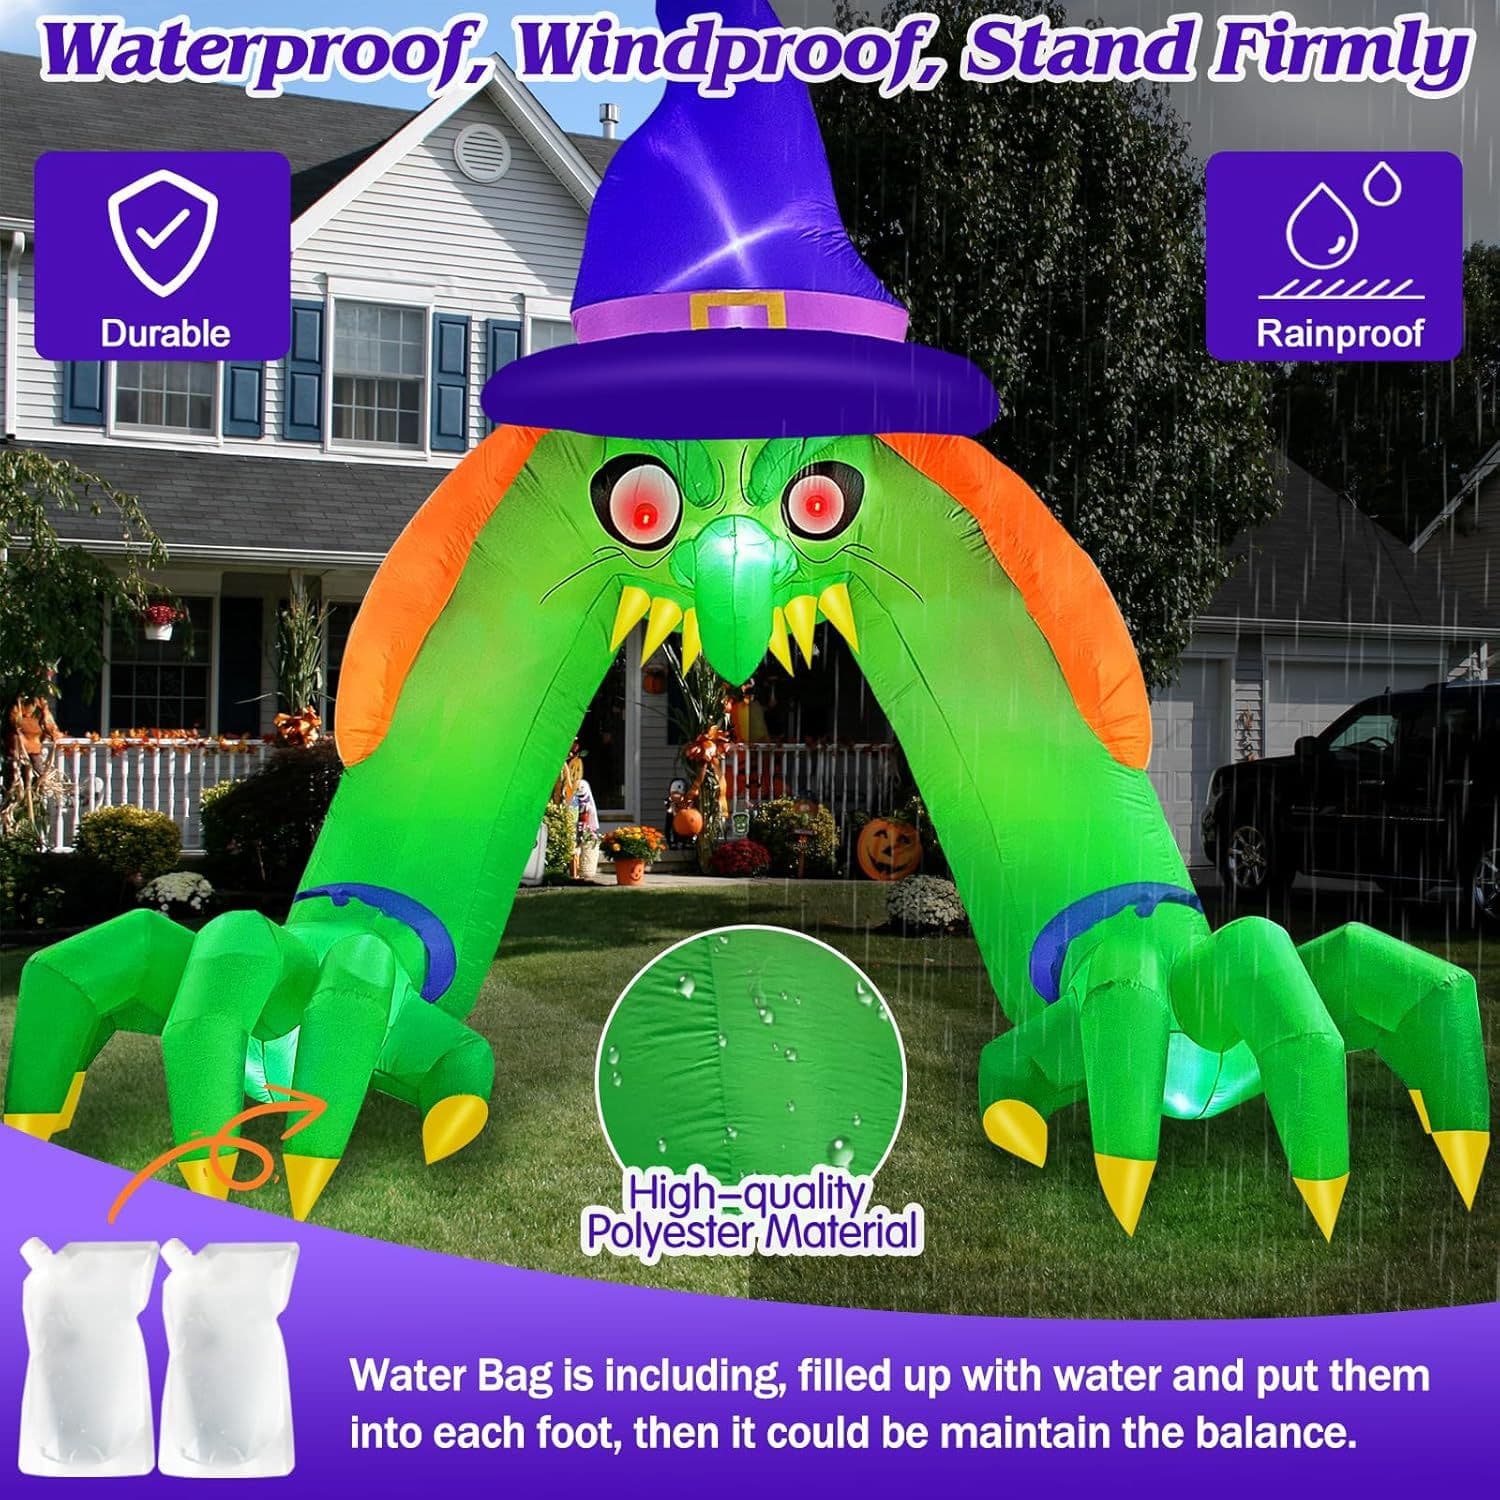 Waterproof, Windproof, Stand Firmly
Durable
Rainproof
High-quality
Polyester Material
Water Bag is including, filled up with water and put them
into each foot, then it could be maintain the balance.